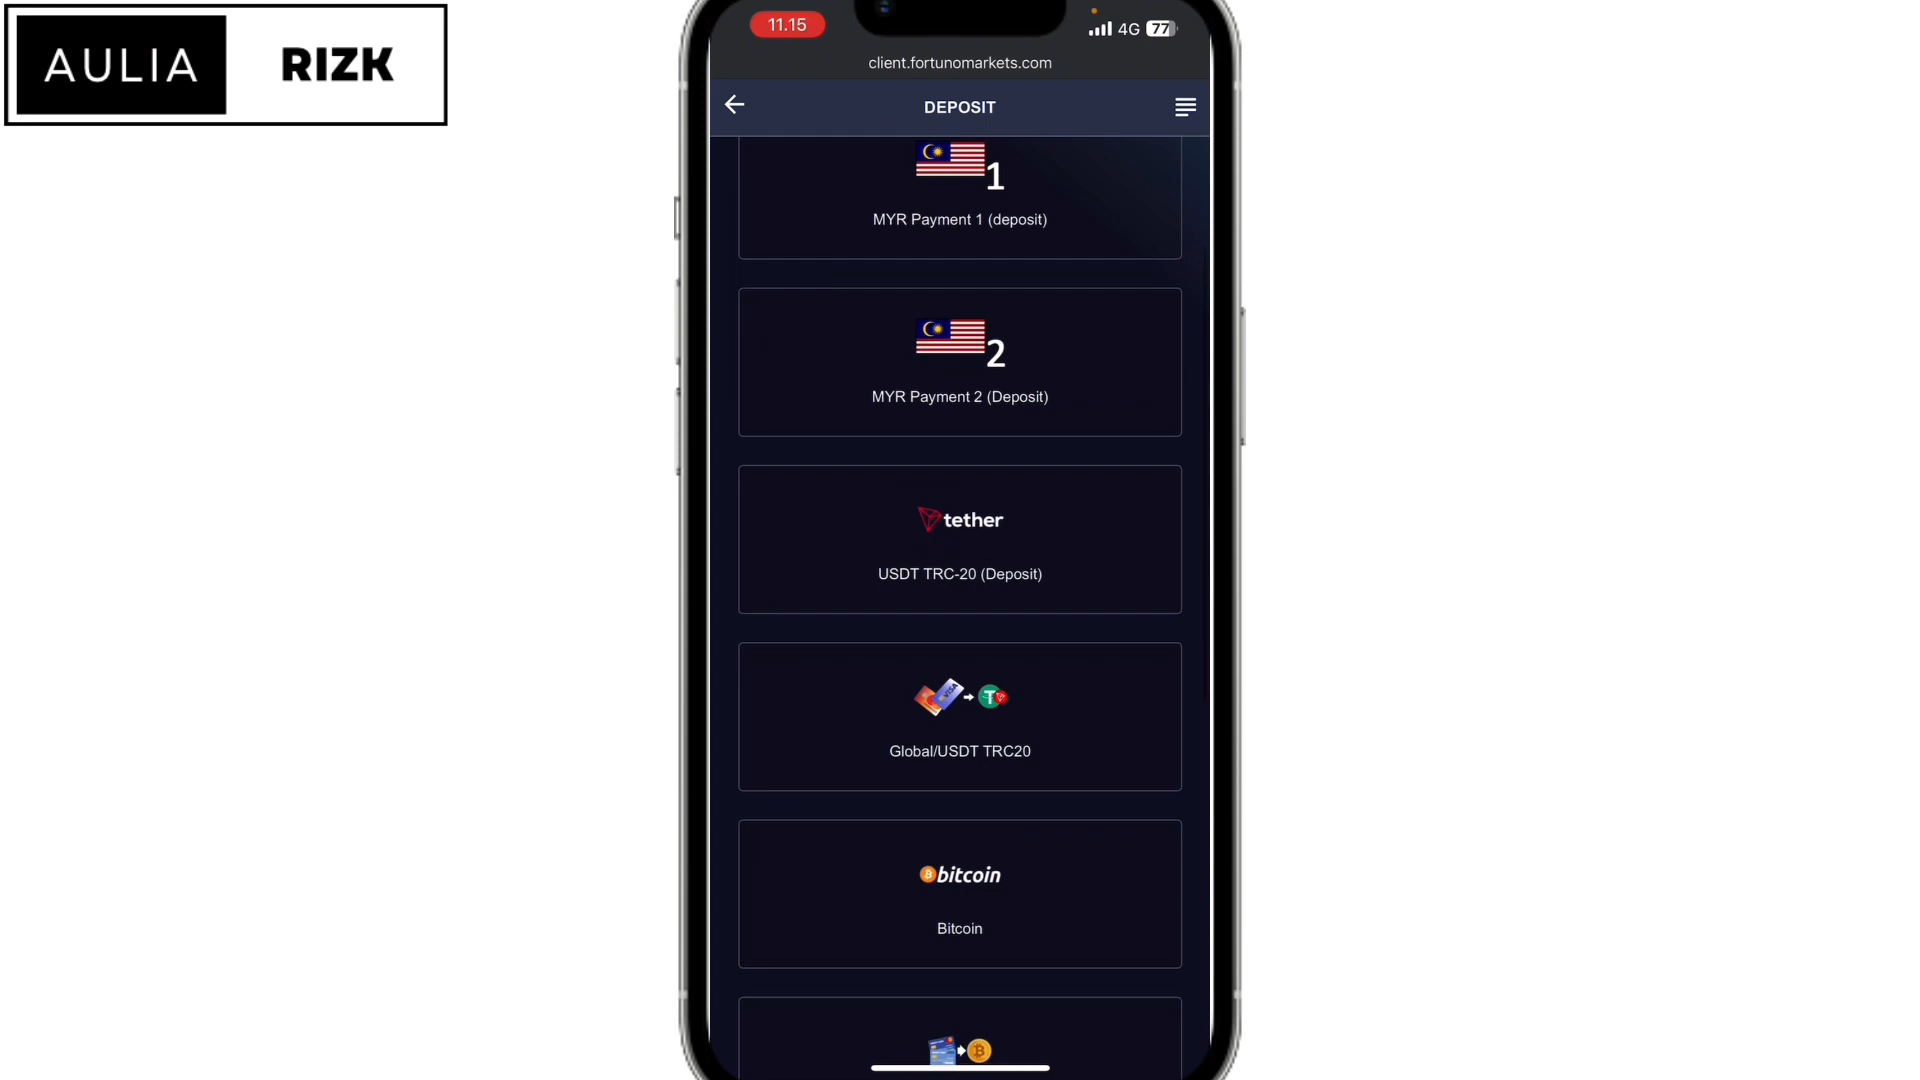 AULIA RIZK
11.15
4G 77
client.fortunomarkets.com
DEPOSIT
1
MYR Payment 1 (deposit)
2
MYR Payment 2 (Deposit)
tether
USDT TRC-20 (Deposit)
VISA
Global/USDT TRC20
bitcoin
Bitcoin